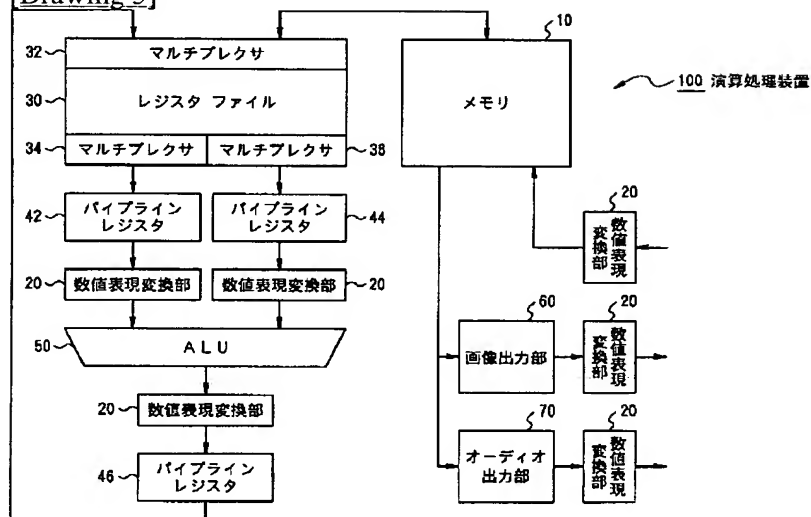 [Drawing 5]
10
32 マルチプレクサ
100 演算処理装置
30 レジスタ ファイル
メモリ
34 マルチプレクサ マルチプレクサ 38
20
42 パイプライン
レジスタ
パイプライン
レジスタ 44
数値表現
変換部
20 数値表現変換部 数値表現変換部 20
60
20
50 ALU
画像出力部
数値表現
変換部
20 数値表現変換部
70
20
46 パイプライン
レジスタ
オーディオ
出力部
数値表現
変換部